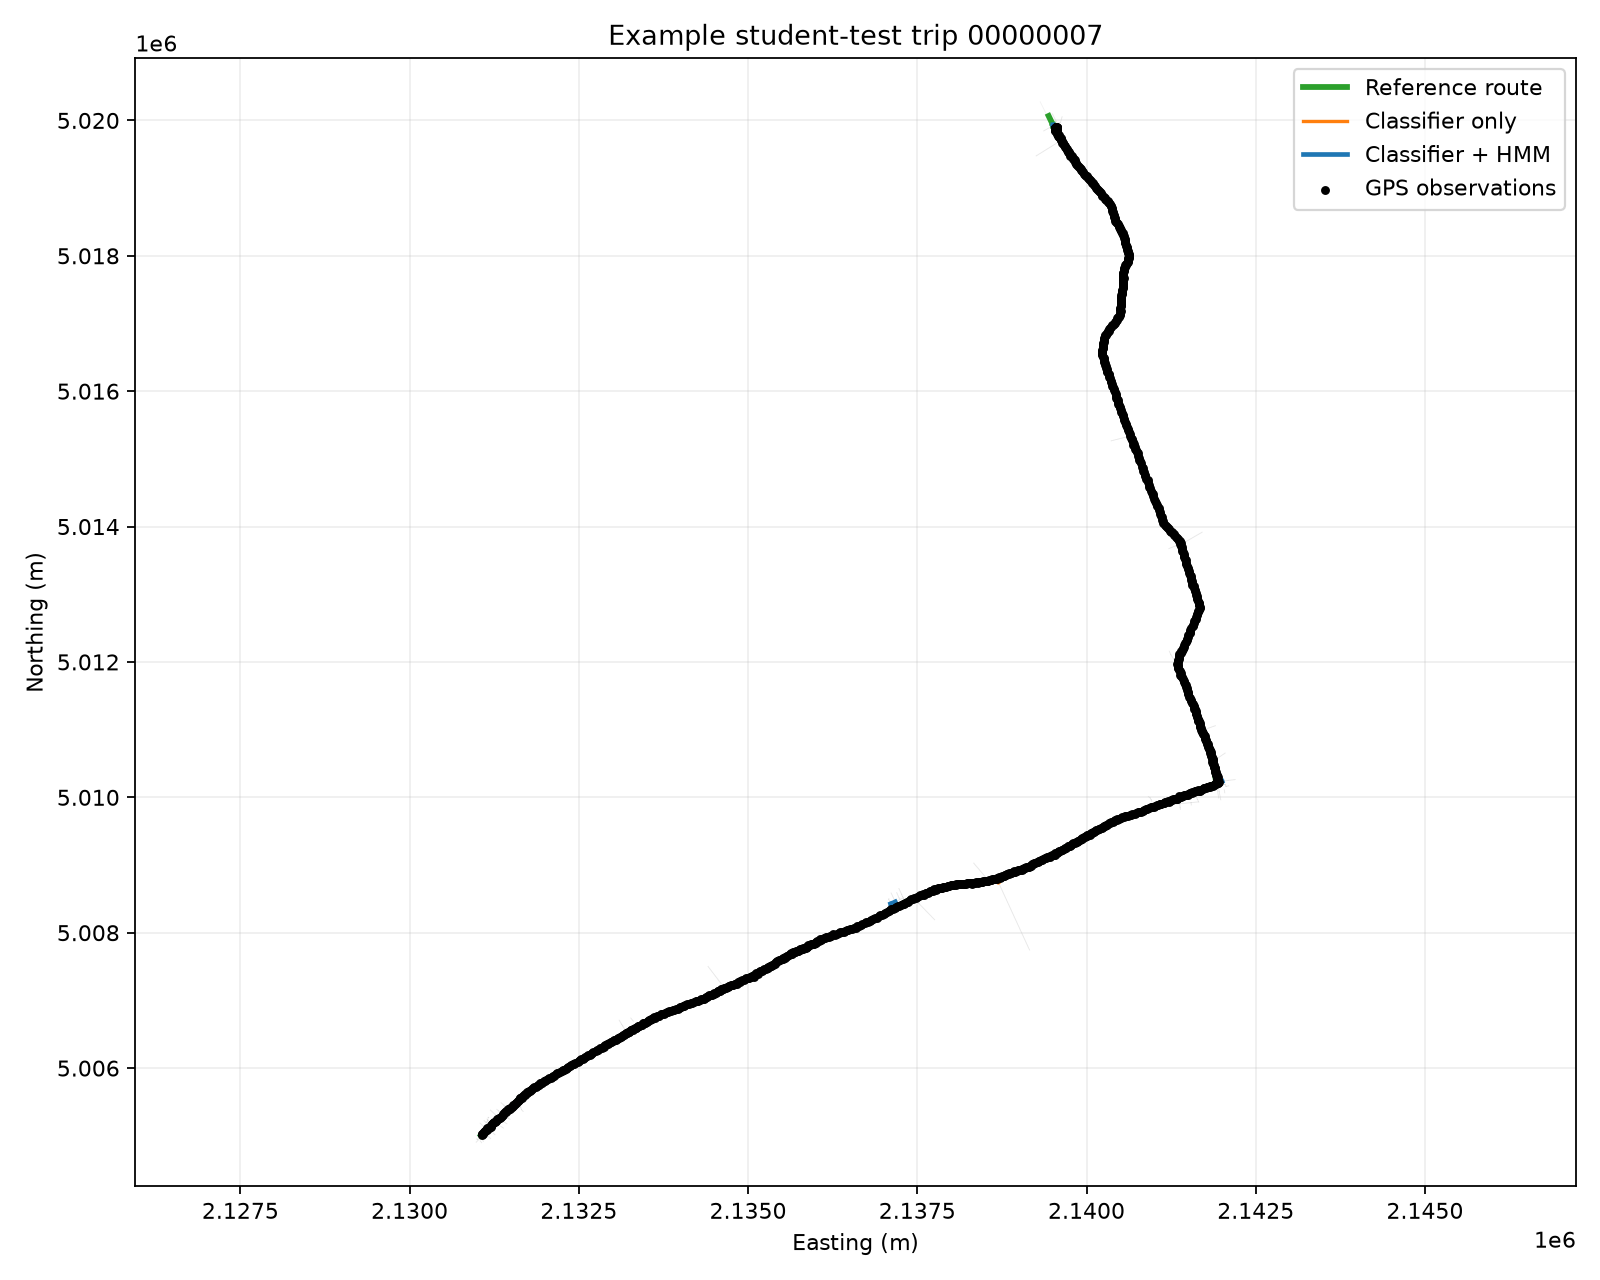 Example student-test trip 00000007
1e6
Reference route
Classifier only
Classifier + HMM
GPS observations
5.020
5.018
5.016
5.014
5.012
5.010
5.008
5.006
Northing (m)
2.1275
2.1300
2.1325
2.1350
2.1375
2.1400
2.1425
2.1450
Easting (m)
1e6